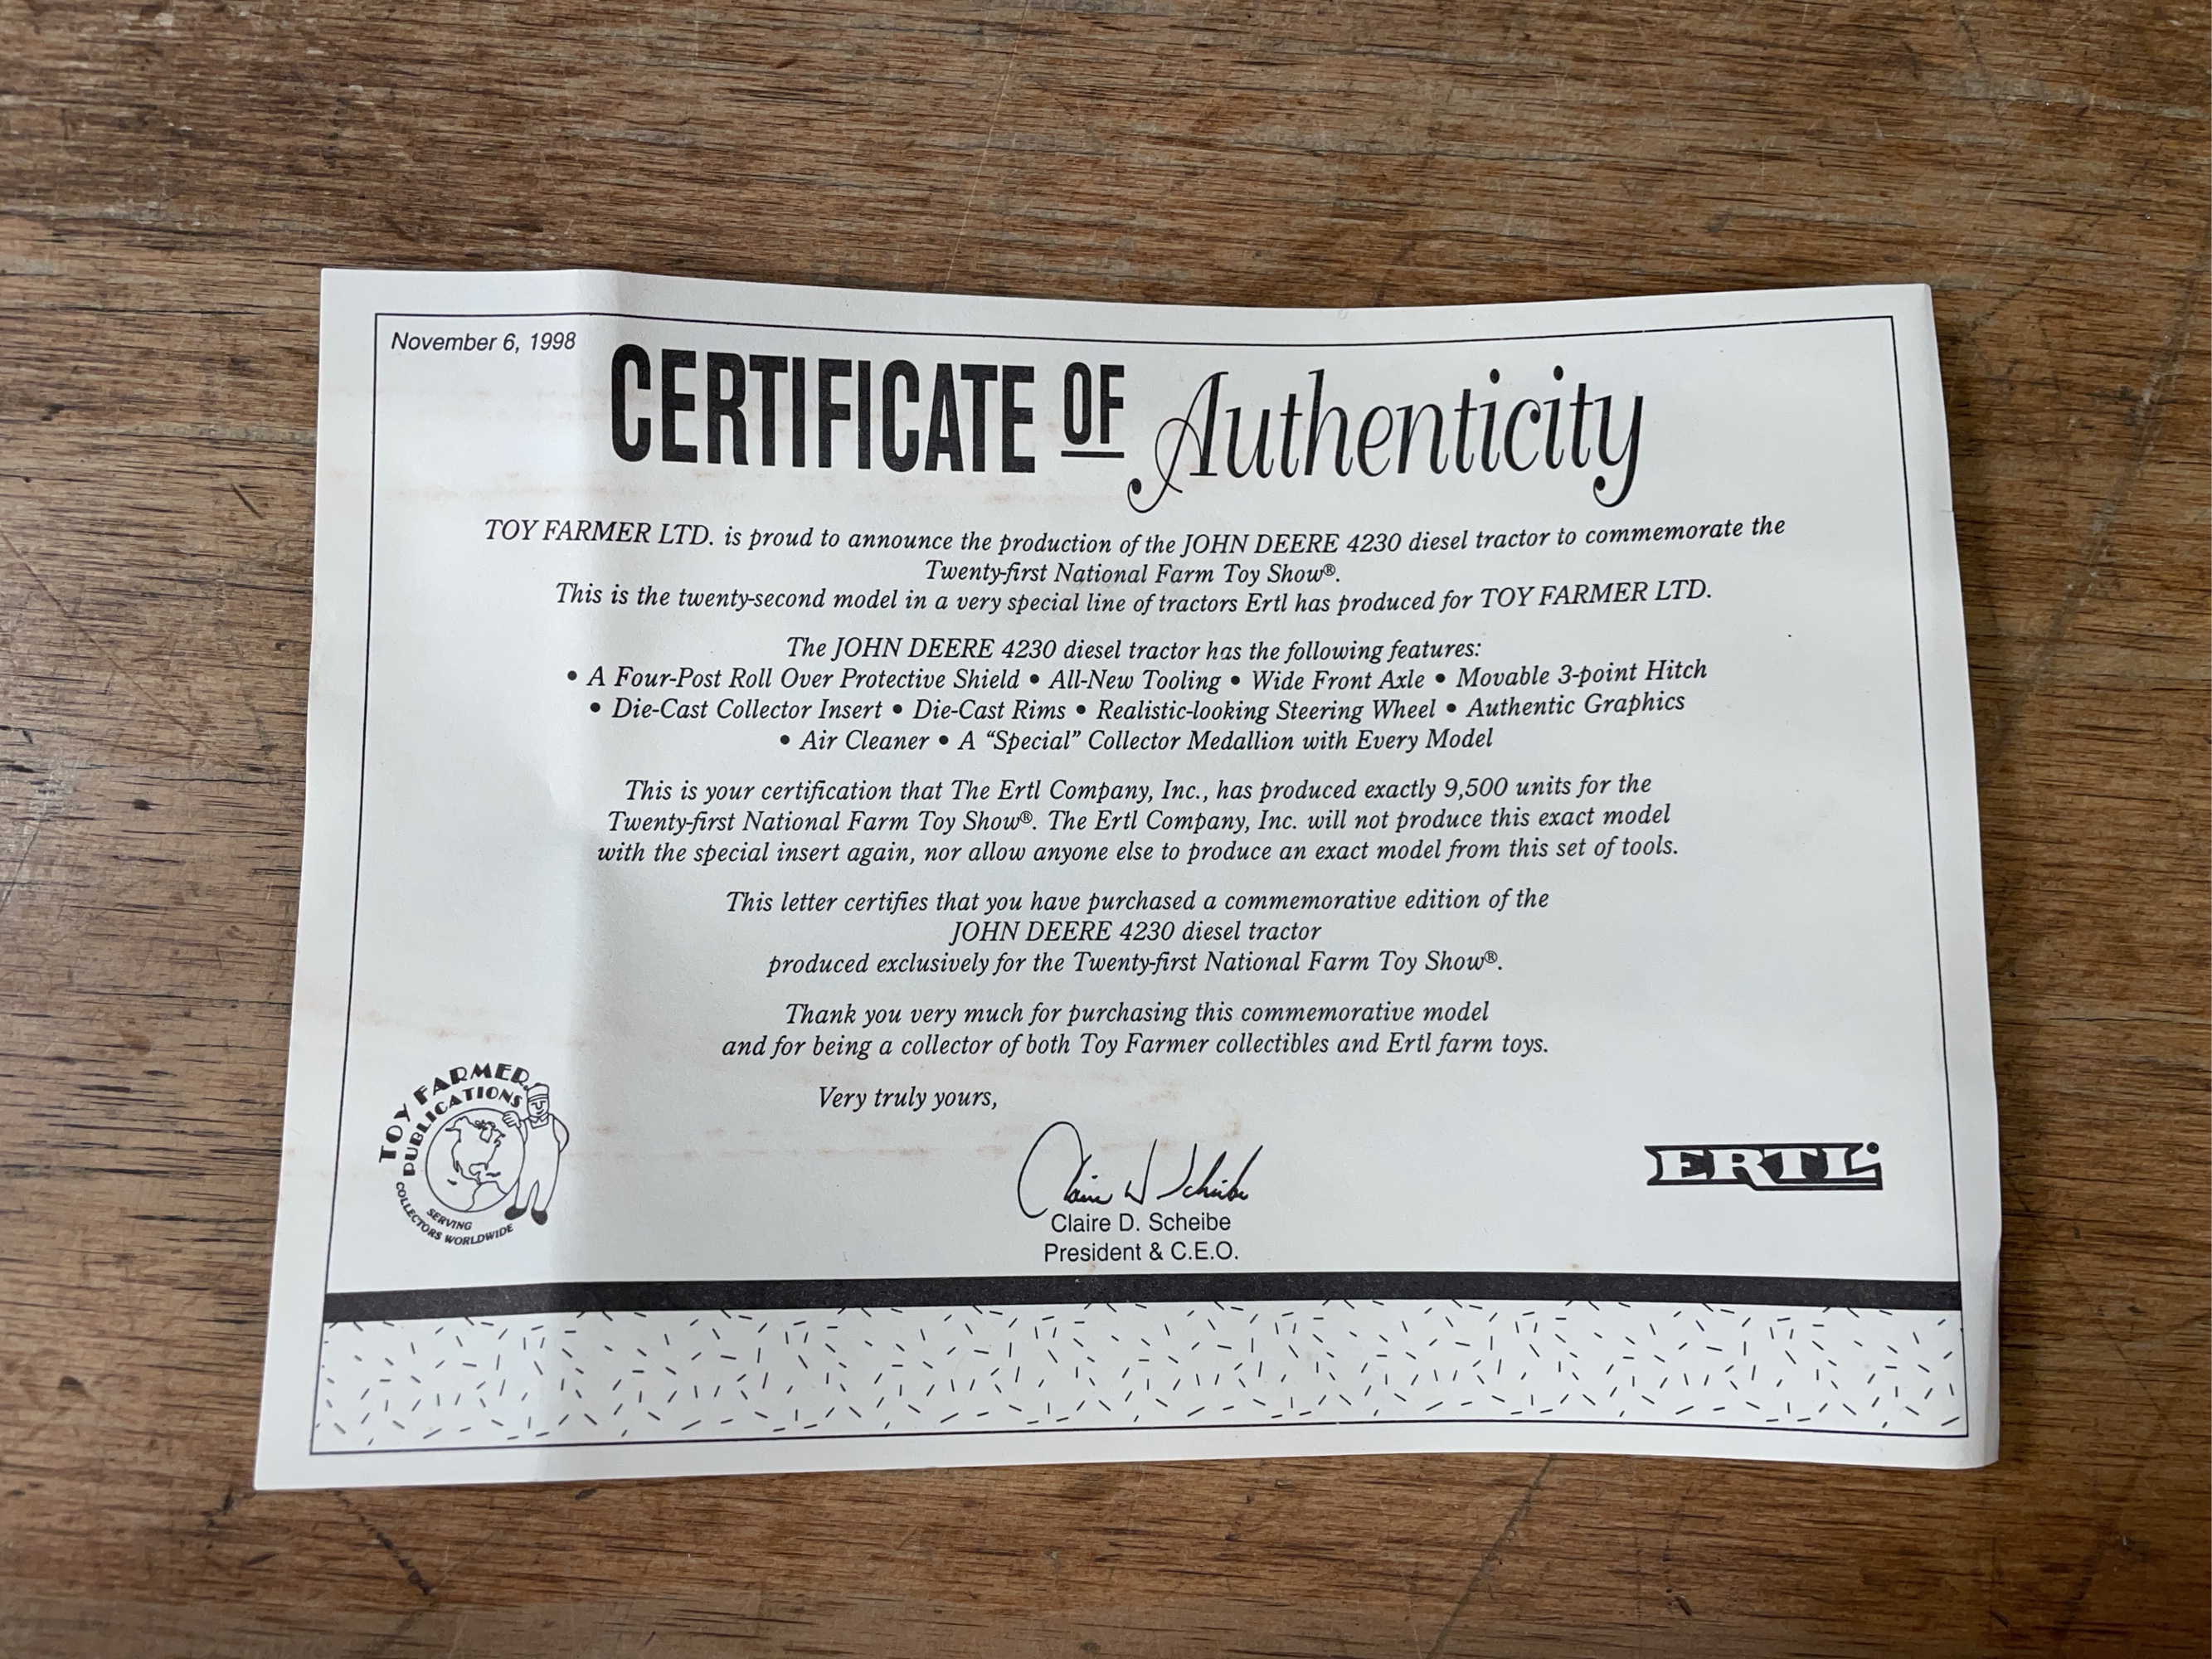 November 6, 1998
CERTIFICATE OF Authenticity
TOY FARMER LTD. is proud to announce the production of the JOHN DEERE 4230 diesel tractor to commemorate the
Twenty-first National Farm Toy Show®.
This is the twenty-second model in a very special line of tractors Ertl has produced for TOY FARMER LTD.
The JOHN DEERE 4230 diesel tractor has the following features:
• A Four-Post Roll Over Protective Shield • All-New Tooling • Wide Front Axle • Movable 3-point Hitch
• Die-Cast Collector Insert • Die-Cast Rims • Realistic-looking Steering Wheel • Authentic Graphics
• Air Cleaner • A “Special” Collector Medallion with Every Model
This is your certification that The Ertl Company, Inc., has produced exactly 9,500 units for the
Twenty-first National Farm Toy Show®. The Ertl Company, Inc. will not produce this exact model
with the special insert again, nor allow anyone else to produce an exact model from this set of tools.
This letter certifies that you have purchased a commemorative edition of the
JOHN DEERE 4230 diesel tractor
produced exclusively for the Twenty-first National Farm Toy Show®.
Thank you very much for purchasing this commemorative model
and for being a collector of both Toy Farmer collectibles and Ertl farm toys.
Very truly yours,
Claire D Scheibe
Claire D. Scheibe
President & C.E.O.
TOY FARMER
PUBLICATIONS
SERVING
COLLECTORS WORLDWIDE
ERTL